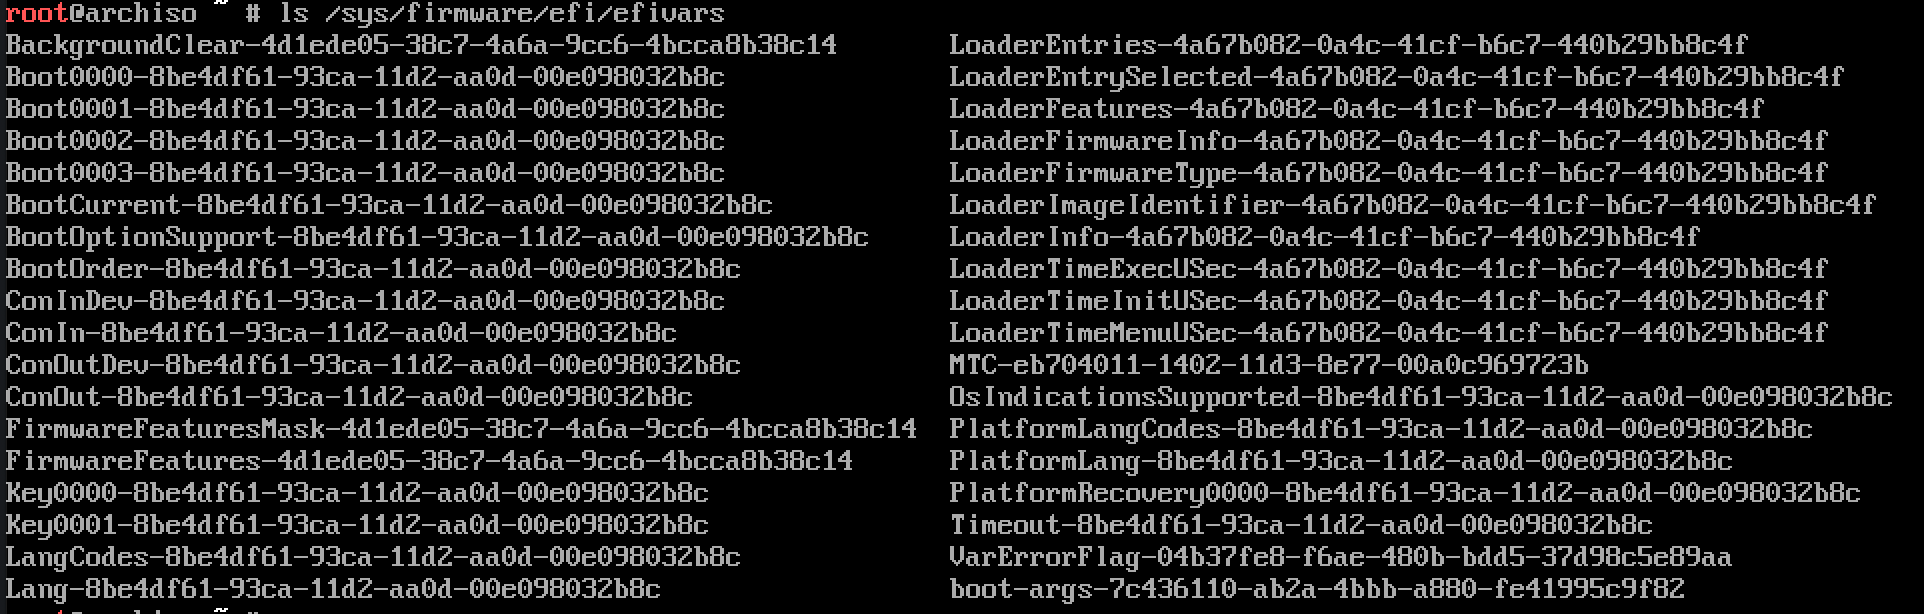 root@archiso ~ # ls /sys/firmware/efi/efivars
BackgroundClear-4d1ede05-38c7-4a6a-9cc6-4bcca8b38c14 LoaderEntries-4a67b082-0a4c-41cf-b6c7-440b29bb8c4f
Boot0000-8be4df61-93ca-11d2-aa0d-00e098032b8c LoaderEntrySelected-4a67b082-0a4c-41cf-b6c7-440b29bb8c4f
Boot0001-8be4df61-93ca-11d2-aa0d-00e098032b8c LoaderFeatures-4a67b082-0a4c-41cf-b6c7-440b29bb8c4f
Boot0002-8be4df61-93ca-11d2-aa0d-00e098032b8c LoaderFirmwareInfo-4a67b082-0a4c-41cf-b6c7-440b29bb8c4f
Boot0003-8be4df61-93ca-11d2-aa0d-00e098032b8c LoaderFirmwareType-4a67b082-0a4c-41cf-b6c7-440b29bb8c4f
BootCurrent-8be4df61-93ca-11d2-aa0d-00e098032b8c LoaderImageIdentifier-4a67b082-0a4c-41cf-b6c7-440b29bb8c4f
BootOptionSupport-8be4df61-93ca-11d2-aa0d-00e098032b8c LoaderInfo-4a67b082-0a4c-41cf-b6c7-440b29bb8c4f
BootOrder-8be4df61-93ca-11d2-aa0d-00e098032b8c LoaderTimeExecUSec-4a67b082-0a4c-41cf-b6c7-440b29bb8c4f
ConInDev-8be4df61-93ca-11d2-aa0d-00e098032b8c LoaderTimeInitUSec-4a67b082-0a4c-41cf-b6c7-440b29bb8c4f
ConIn-8be4df61-93ca-11d2-aa0d-00e098032b8c LoaderTimeMenuUSec-4a67b082-0a4c-41cf-b6c7-440b29bb8c4f
ConOutDev-8be4df61-93ca-11d2-aa0d-00e098032b8c MTC-eb704011-1402-11d3-8e77-00a0c969723b
ConOut-8be4df61-93ca-11d2-aa0d-00e098032b8c OsIndicationsSupported-8be4df61-93ca-11d2-aa0d-00e098032b8c
FirmwareFeaturesMask-4d1ede05-38c7-4a6a-9cc6-4bcca8b38c14 PlatformLangCodes-8be4df61-93ca-11d2-aa0d-00e098032b8c
FirmwareFeatures-4d1ede05-38c7-4a6a-9cc6-4bcca8b38c14 PlatformLang-8be4df61-93ca-11d2-aa0d-00e098032b8c
Key0000-8be4df61-93ca-11d2-aa0d-00e098032b8c PlatformRecovery0000-8be4df61-93ca-11d2-aa0d-00e098032b8c
Key0001-8be4df61-93ca-11d2-aa0d-00e098032b8c Timeout-8be4df61-93ca-11d2-aa0d-00e098032b8c
LangCodes-8be4df61-93ca-11d2-aa0d-00e098032b8c VarErrorFlag-04b37fe8-f6ae-480b-bdd5-37d98c5e89aa
Lang-8be4df61-93ca-11d2-aa0d-00e098032b8c boot-args-7c436110-ab2a-4bbb-a880-fe41995c9f82
root@archiso ~ #